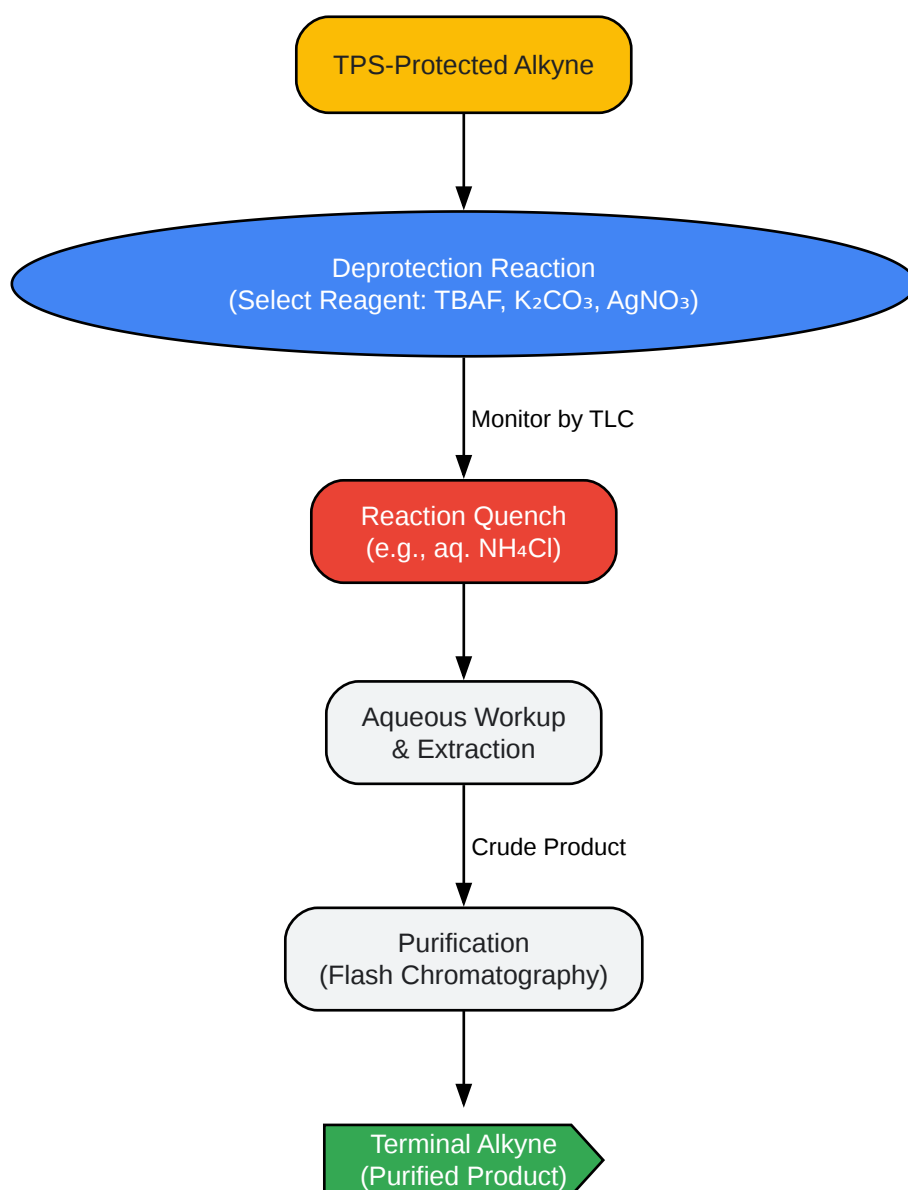 TPS-Protected Alkyne
Deprotection Reaction
(Select Reagent: TBAF, K₂CO₃, AgNO₃)
Monitor by TLC
Reaction Quench
(e.g., aq. NH₄Cl)
Aqueous Workup
& Extraction
Crude Product
Purification
(Flash Chromatography)
Terminal Alkyne
(Purified Product)